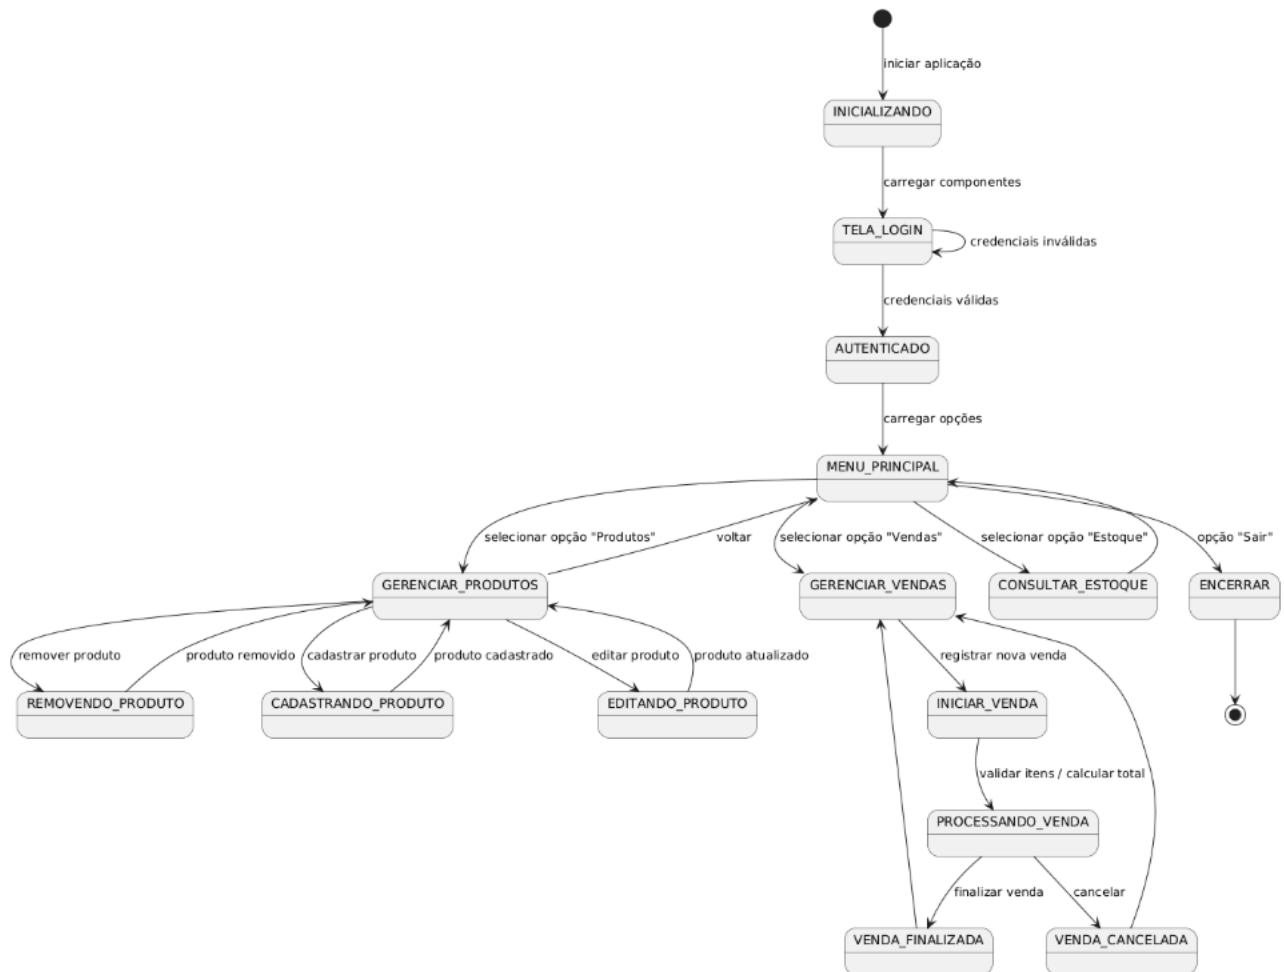 iniciar aplicação
INICIALIZANDO
carregar componentes
TELA_LOGIN
credenciais inválidas
credenciais válidas
AUTENTICADO
carregar opções
MENU_PRINCIPAL
selecionar opção "Produtos"
voltar
selecionar opção "Vendas"
selecionar opção "Estoque"
opção "Sair"
GERENCIAR_PRODUTOS
GERENCIAR_VENDAS
CONSULTAR_ESTOQUE
ENCERRAR
remover produto
produto removido
cadastrar produto
produto cadastrado
editar produto
produto atualizado
registrar nova venda
REMOVENDO_PRODUTO
CADASTRANDO_PRODUTO
EDITANDO_PRODUTO
INICIAR_VENDA
validar itens / calcular total
PROCESSANDO_VENDA
finalizar venda
cancelar
VENDA_FINALIZADA
VENDA_CANCELADA